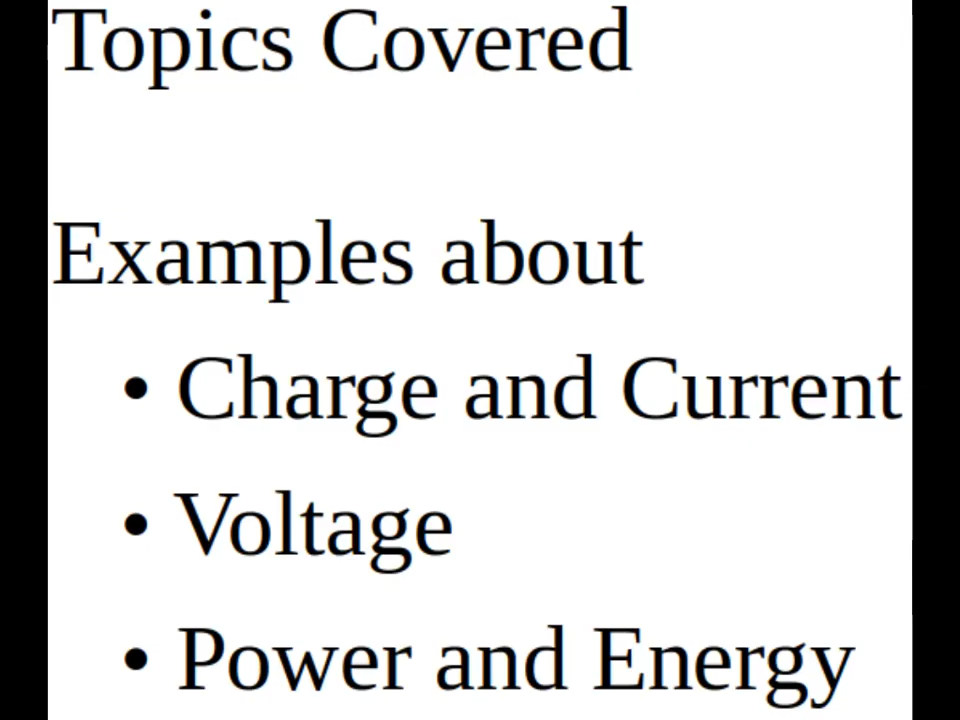 Topics Covered
Examples about
• Charge and Current
• Voltage
• Power and Energy